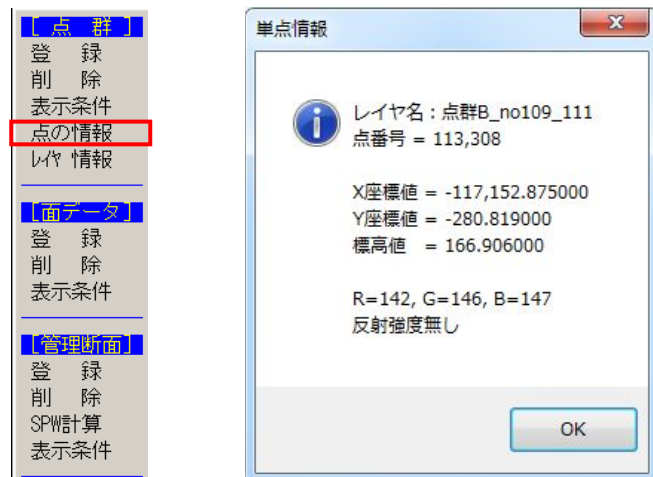 [ 点 群 ]
登 録
削 除
表示条件
点の情報
ﾚｲﾔ 情報
[面データ]
登 録
削 除
表示条件
[管理断面]
登 録
削 除
SPW計算
表示条件
単点情報
レイヤ名：点群B_no109_111
点番号 = 113,308
X座標値 = -117,152.875000
Y座標値 = -280.819000
標高値 = 166.906000
R=142, G=146, B=147
反射強度無し
OK